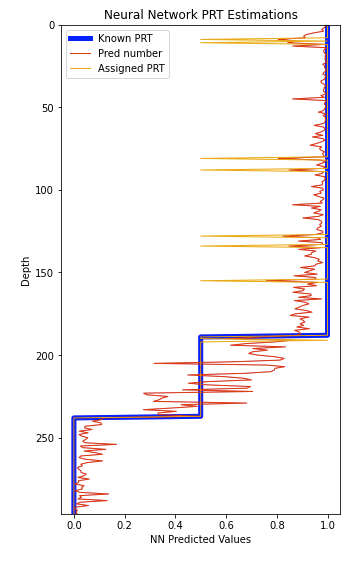 Neural Network PRT Estimations
Known PRT
Pred number
Assigned PRT
0
50
100
150
200
250
Depth
0.0 0.2 0.4 0.6 0.8 1.0
NN Predicted Values